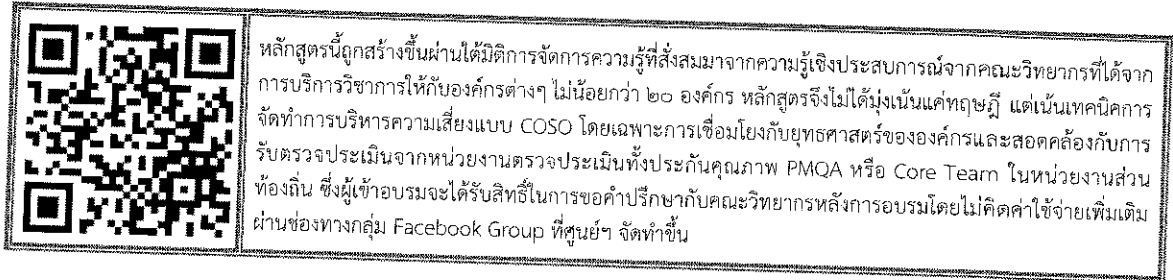 หลักสูตรนี้ถูกสร้างขึ้นผ่านใต้มิติการจัดการความรู้ที่สั่งสมมาจากความรู้เชิงประสบการณ์จากคณะวิทยากรที่ได้จาก
การบริการวิชาการให้กับองค์กรต่างๆ ไม่น้อยกว่า ๒๐ องค์กร หลักสูตรจึงไม่ได้มุ่งเน้นแค่ทฤษฎี แต่เน้นเทคนิคการ
จัดทำการบริหารความเสี่ยงแบบ COSO โดยเฉพาะการเชื่อมโยงกับยุทธศาสตร์ขององค์กรและสอดคล้องกับการ
รับตรวจประเมินจากหน่วยงานตรวจประเมินทั้งประกันคุณภาพ PMQA หรือ Core Team ในหน่วยงานส่วน
ท้องถิ่น ซึ่งผู้เข้าอบรมจะได้รับสิทธิ์ในการขอคำปรึกษากับคณะวิทยากรหลังการอบรมโดยไม่คิดค่าใช้จ่ายเพิ่มเติม
ผ่านช่องทางกลุ่ม Facebook Group ที่ศูนย์ฯ จัดทำขึ้น